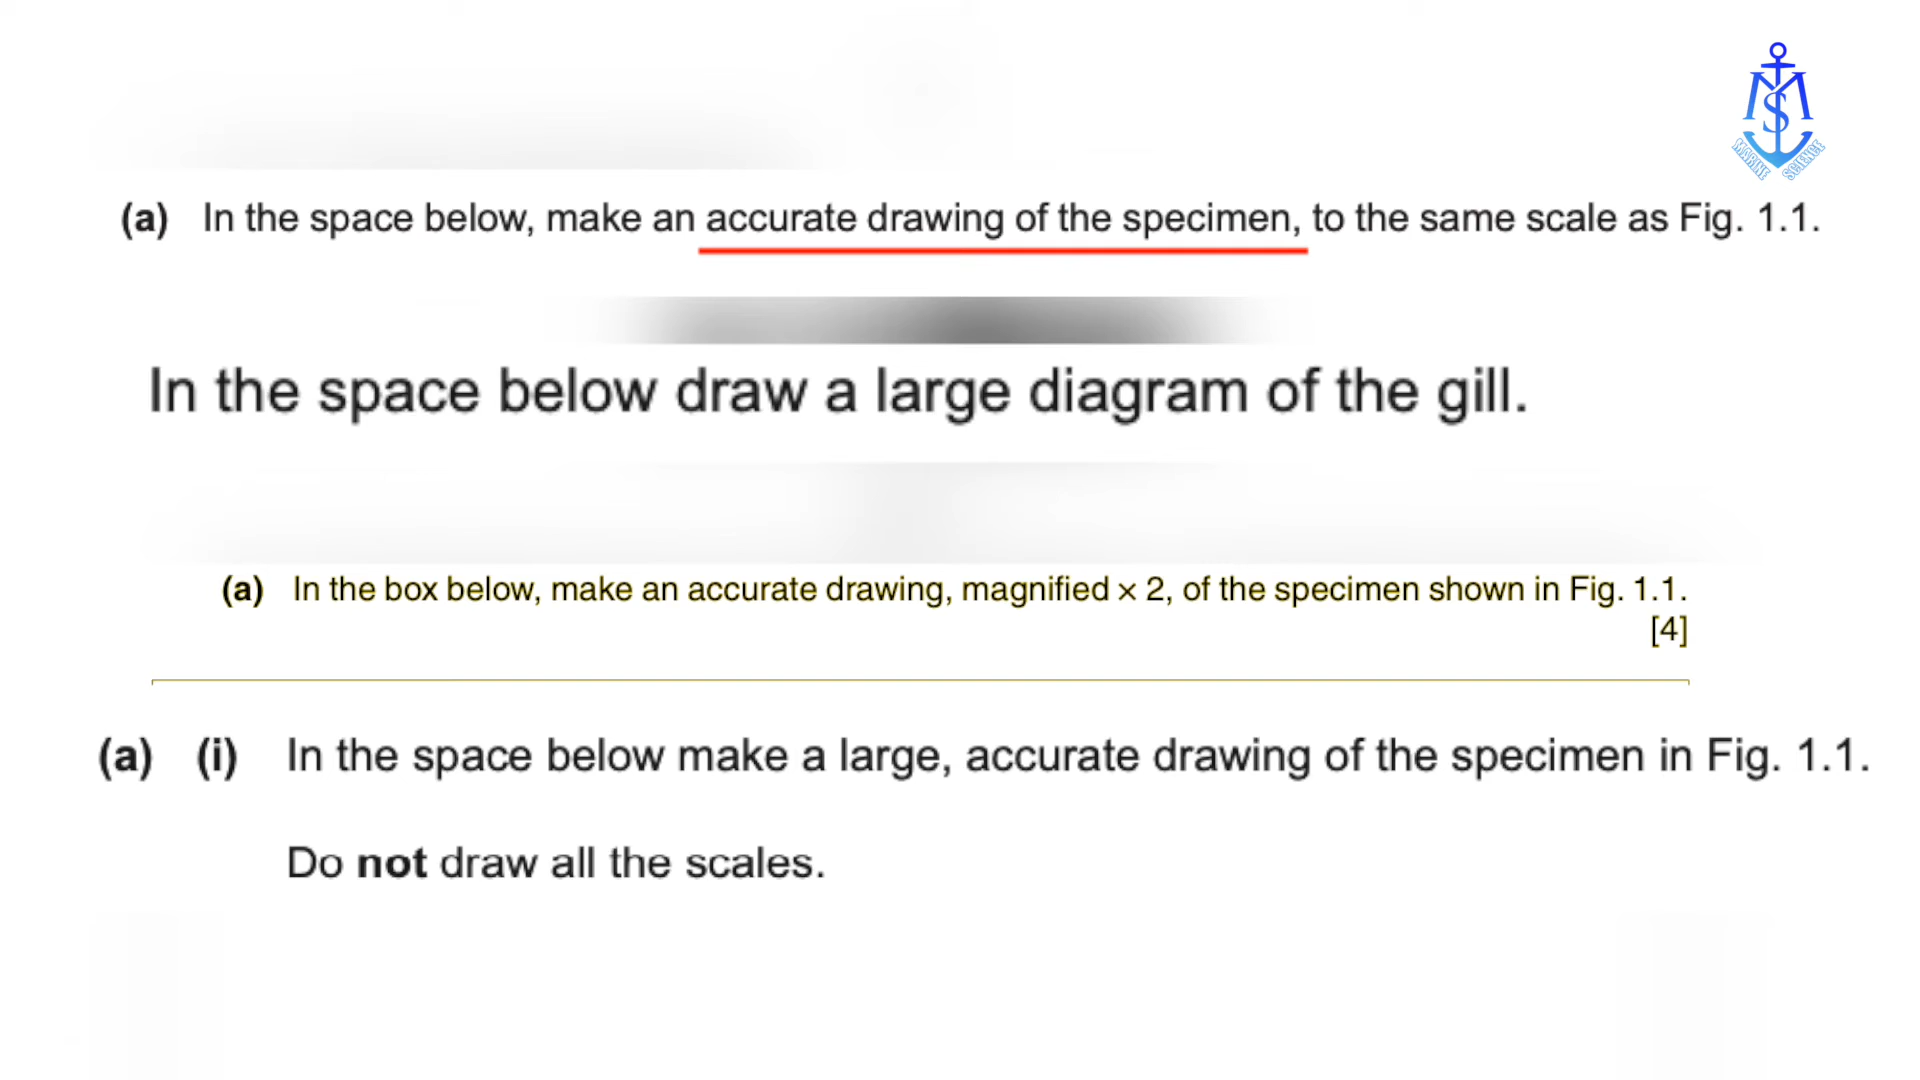 MS
MARINE SCIENCE
(a) In the space below, make an accurate drawing of the specimen, to the same scale as Fig. 1.1.
In the space below draw a large diagram of the gill.
(a) In the box below, make an accurate drawing, magnified × 2, of the specimen shown in Fig. 1.1.
[4]
(a) (i) In the space below make a large, accurate drawing of the specimen in Fig. 1.1.
Do not draw all the scales.